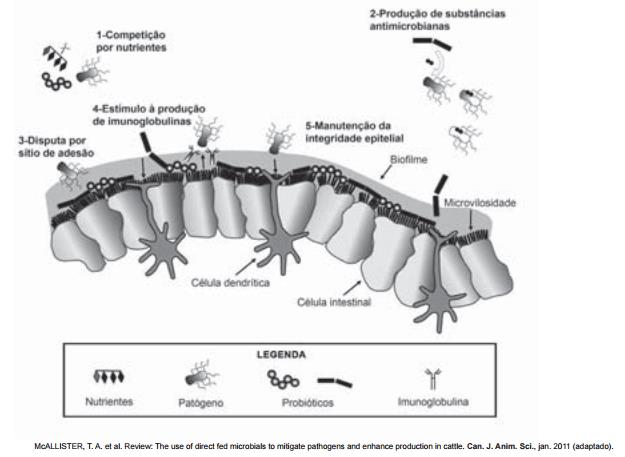 1-Competição
por nutrientes
2-Produção de substâncias
antimicrobianas
4-Estímulo à produção
de imunoglobulinas
3-Disputa por
sítio de adesão
5-Manutenção da
integridade epitelial
Biofilme
Microvilosidade
Célula dendrítica
Célula intestinal
LEGENDA
Nutrientes
Patógeno
Probióticos
Imunoglobulina
McALLISTER, T. A. et al. Review: The use of direct fed microbials to mitigate pathogens and enhance production in cattle. Can. J. Anim. Sci., jan. 2011 (adaptado).